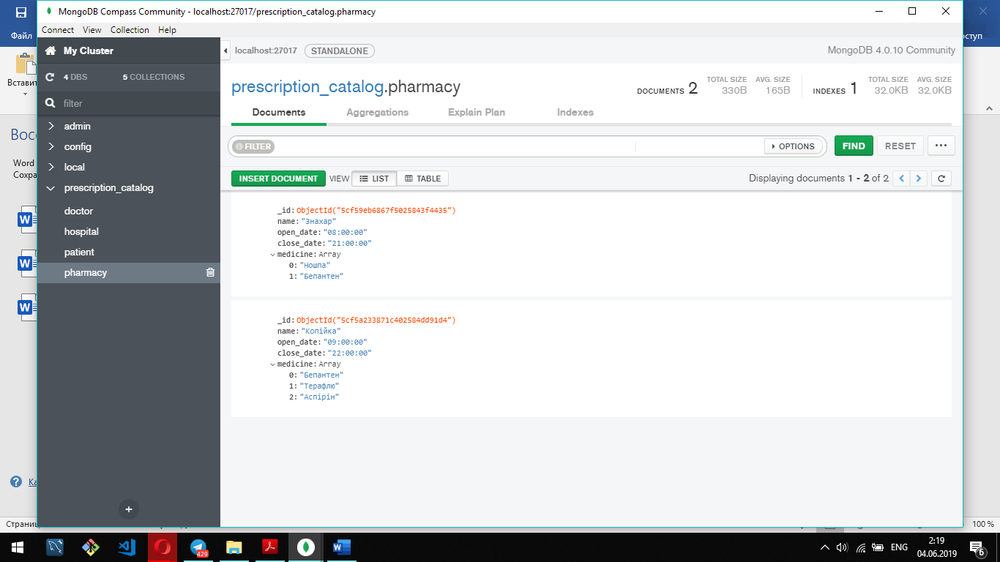 MongoDB Compass Community - localhost:27017/prescription_catalog.pharmacy
Файл
Connect View Collection Help
Вставит
My Cluster
localhost:27017 STANDALONE
MongoDB 4.0.10 Community
4 DBS 5 COLLECTIONS
filter
prescription_catalog.pharmacy
DOCUMENTS 2 TOTAL SIZE 330B AVG. SIZE 165B INDEXES 1 TOTAL SIZE 32.0KB AVG. SIZE 32.0KB
Documents Aggregations Explain Plan Indexes
FILTER OPTIONS FIND RESET ...
INSERT DOCUMENT VIEW LIST TABLE Displaying documents 1 - 2 of 2
admin
config
local
prescription_catalog
doctor
hospital
patient
pharmacy
Word
Сохра
_id: ObjectId("5cf59eb6867f5025843f4435")
name: "Знахар"
open_date: "08:00:00"
close_date: "21:00:00"
medicine: Array
0: "Ношпа"
1: "Бепантен"
_id: ObjectId("5cf5a233871c402584dd91d4")
name: "Копійка"
open_date: "09:00:00"
close_date: "22:00:00"
medicine: Array
0: "Бепантен"
1: "Терафлю"
2: "Аспірін"
+
Страниц
100 %
429
ENG
2:19
04.06.2019
6